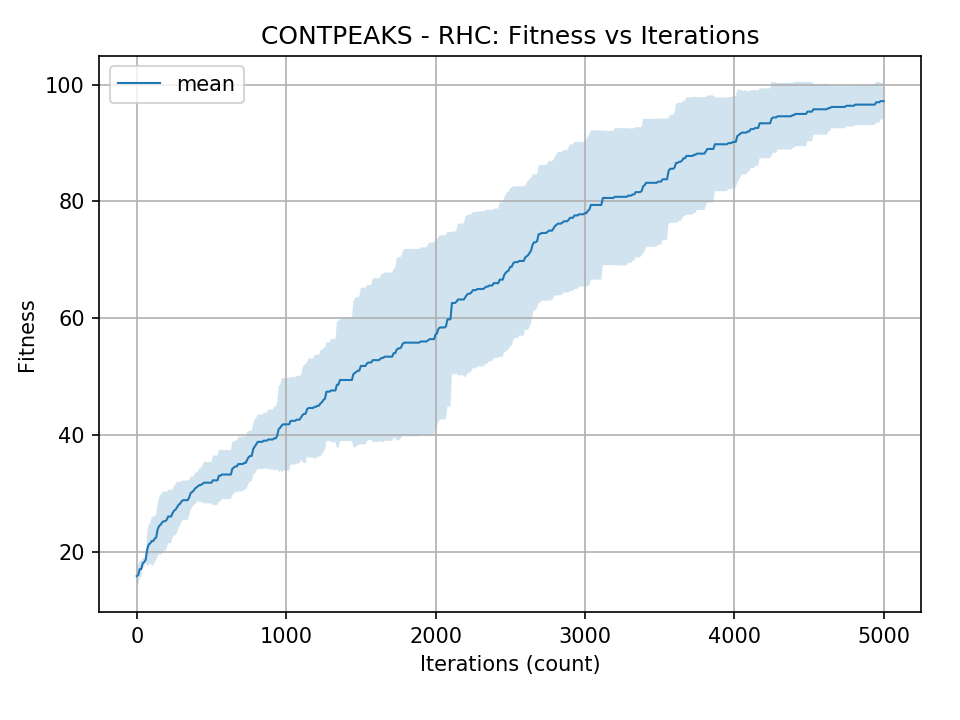 CONTPEAKS - RHC: Fitness vs Iterations
mean
100
80
60
40
20
Fitness
0 1000 2000 3000 4000 5000
Iterations (count)